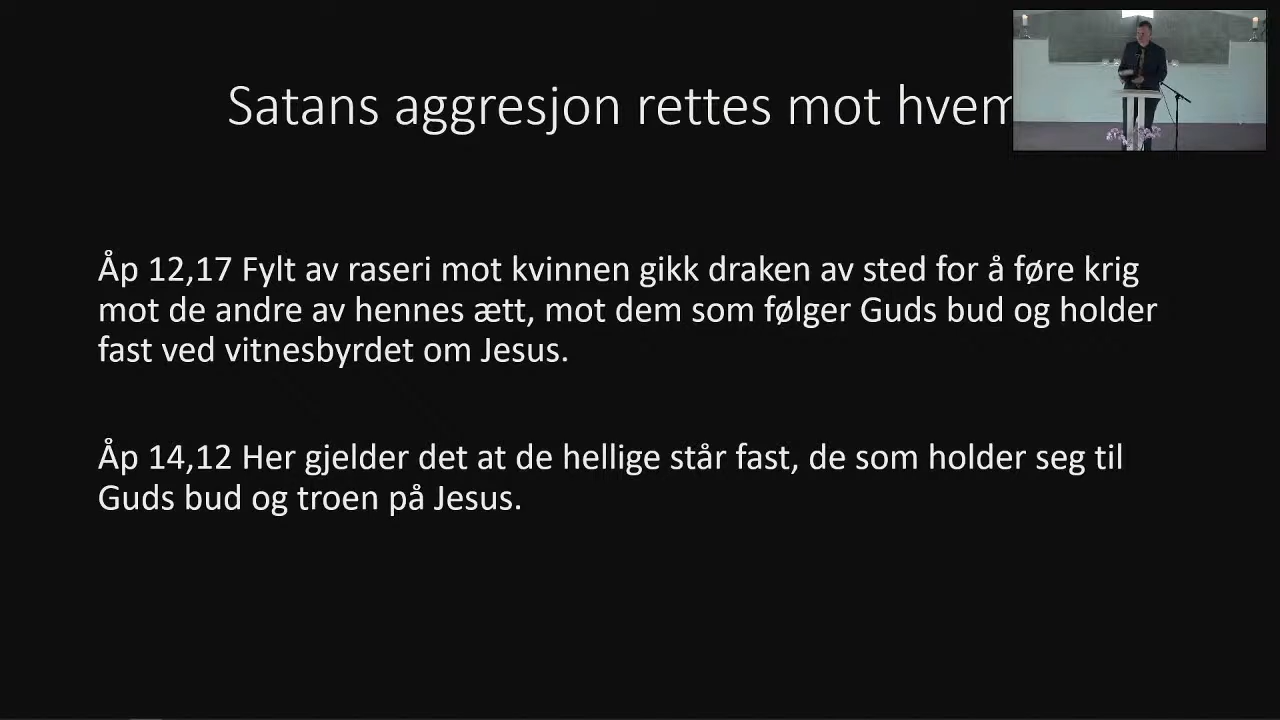 Satans aggresjon rettes mot hvem
Åp 12,17 Fylt av raseri mot kvinnen gikk draken av sted for å føre krig
mot de andre av hennes ætt, mot dem som følger Guds bud og holder
fast ved vitnesbyrdet om Jesus.
Åp 14,12 Her gjelder det at de hellige står fast, de som holder seg til
Guds bud og troen på Jesus.